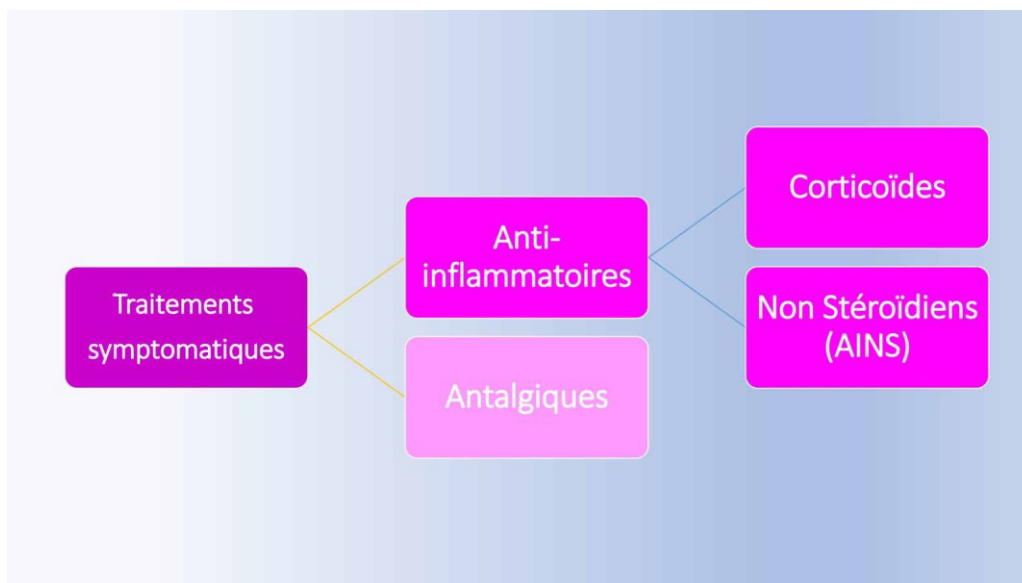 Traitements
symptomatiques
Anti-
inflammatoires
Antalgiques
Corticoïdes
Non Stéroïdiens
(AINS)